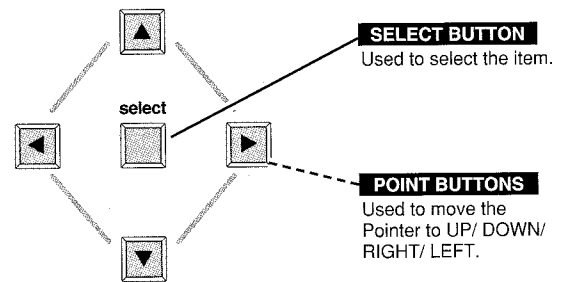 SELECT BUTTON
Used to select the item.
select
POINT BUTTONS
Used to move the
Pointer to UP/ DOWN/
RIGHT/ LEFT.